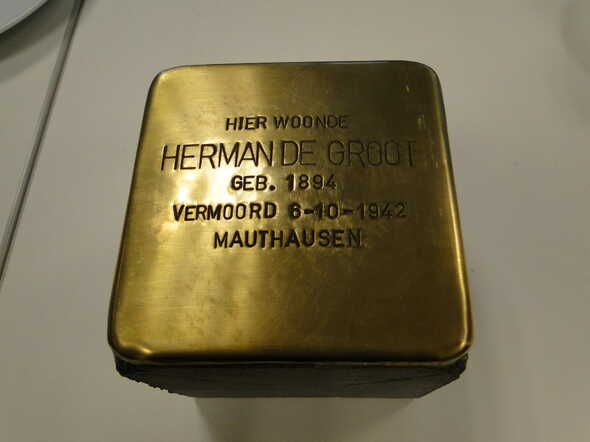 HIER WOONDE
HERMAN DE GROOT
GEB. 1894
VERMOORD 6-10-1942
MAUTHAUSEN